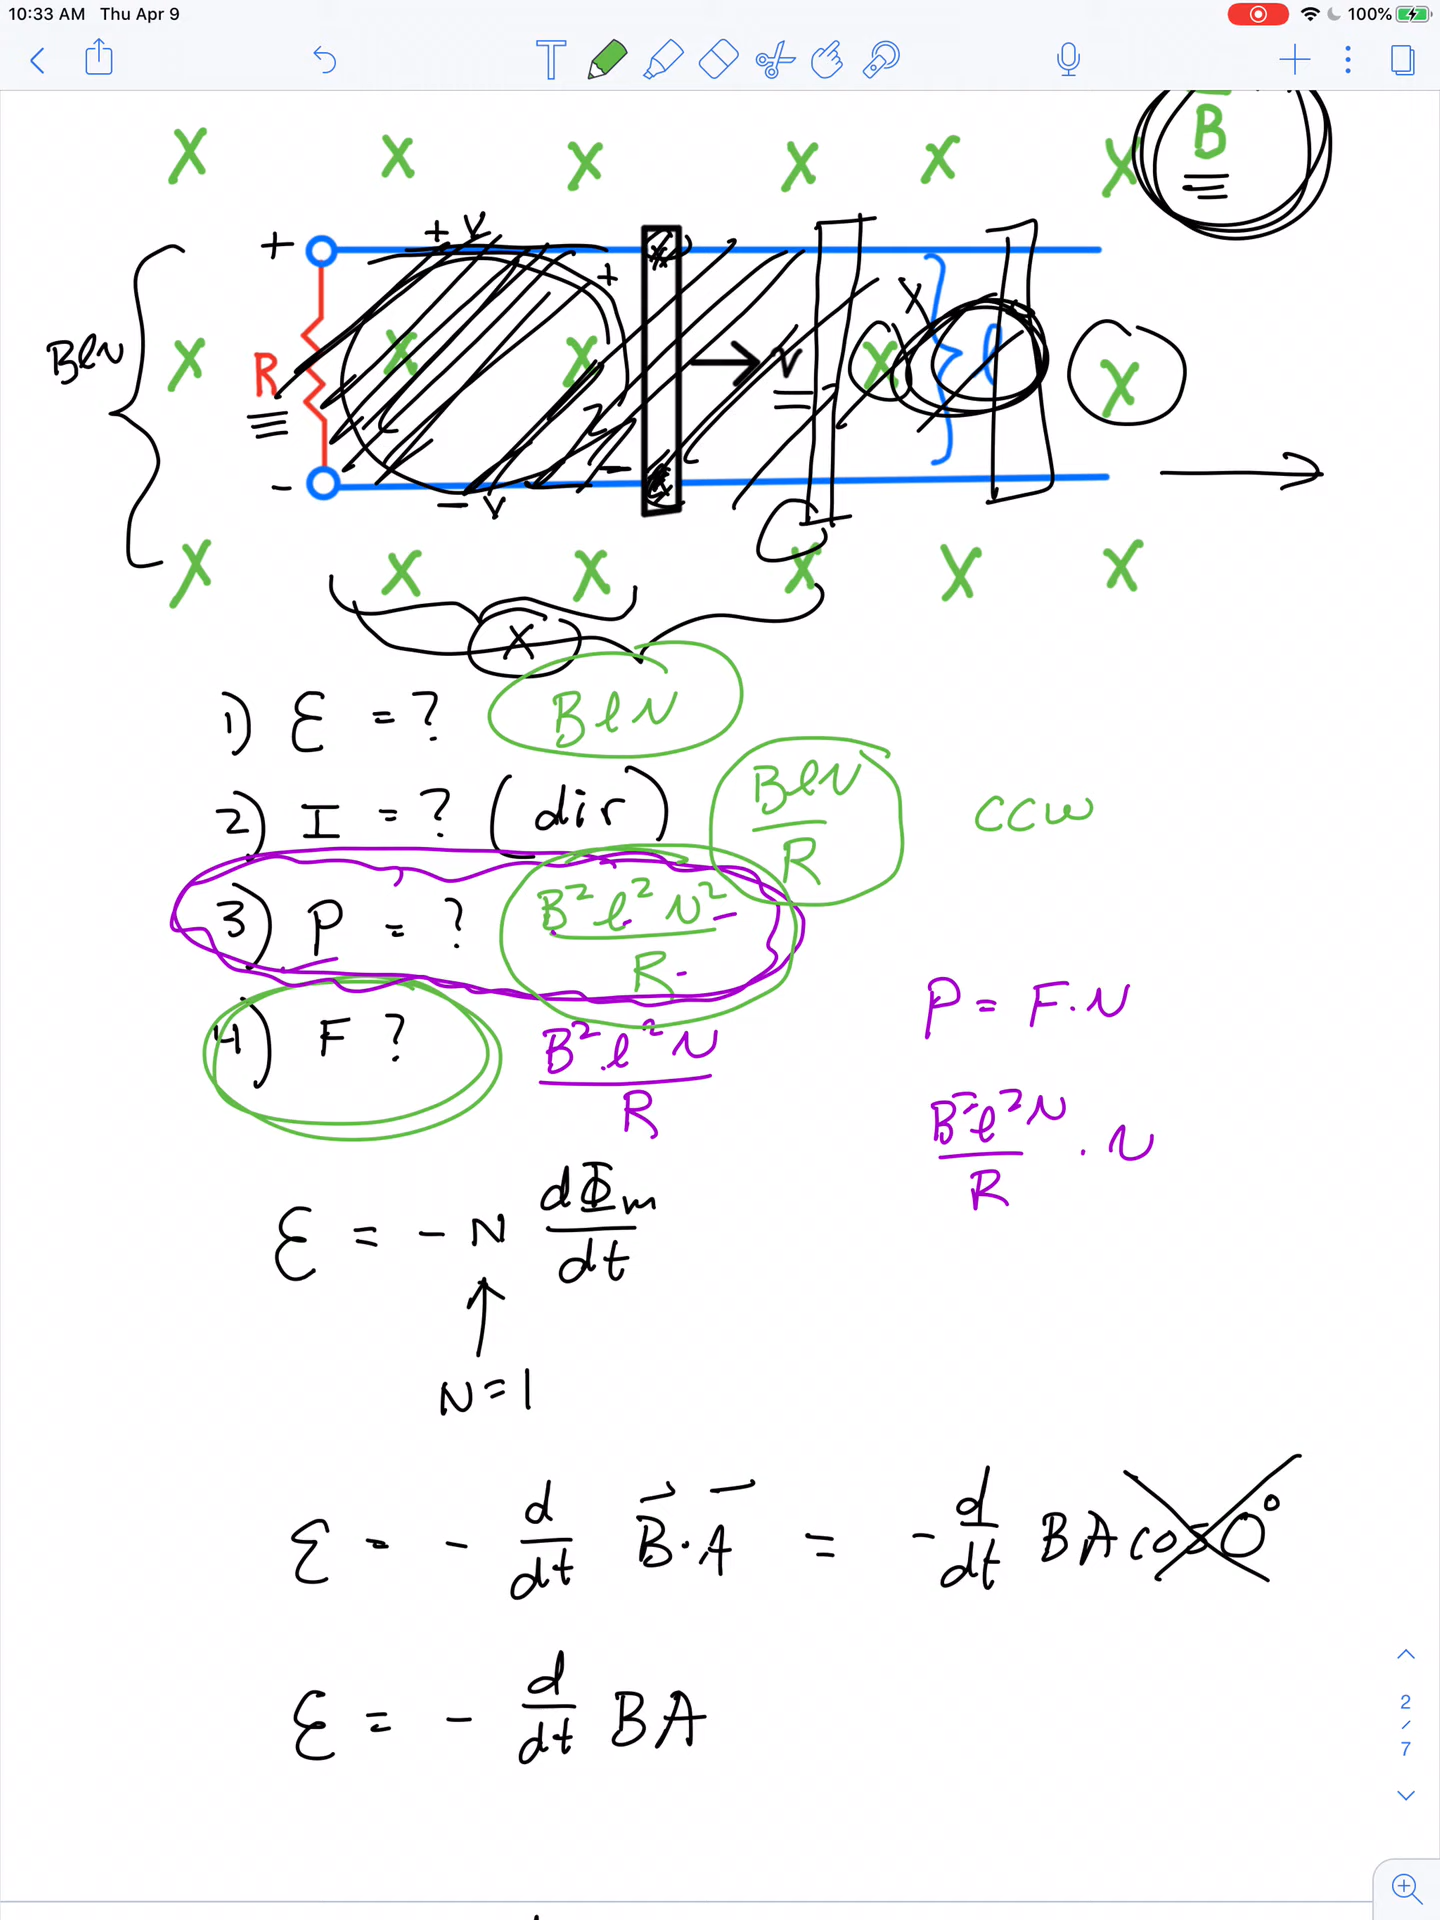 10:33 AM Thu Apr 9 100%
T
X X X X X X B
+ + v
+
Blv X R X X v X X l X
- - v -
X X X X X X
x
1) ℰ = ? Blv
2) I = ? (dir) Blv/R CCW
3) P = ? B²l²v²/R
P = F·v
4) F ? B²l²v/R
B²l²v/R · v
ℰ = - N dΦm/dt
N=1
ℰ = - d/dt B⃗·A⃗ = - d/dt BA cos 0°
ℰ = - d/dt BA
2
/
7